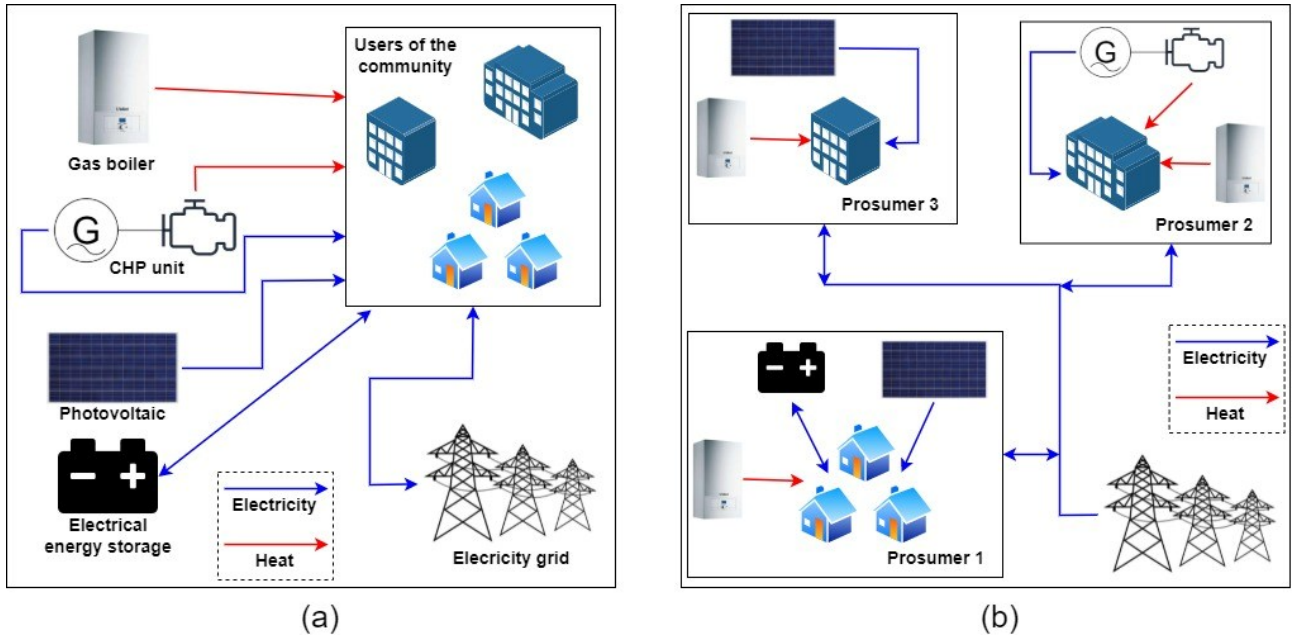 Users of the
community
Gas boiler
G
CHP unit
Photovoltaic
Electrical
energy storage
Electricity
Heat
Elecricity grid
(a)
Prosumer 3
G
Prosumer 2
Electricity
Heat
Prosumer 1
(b)